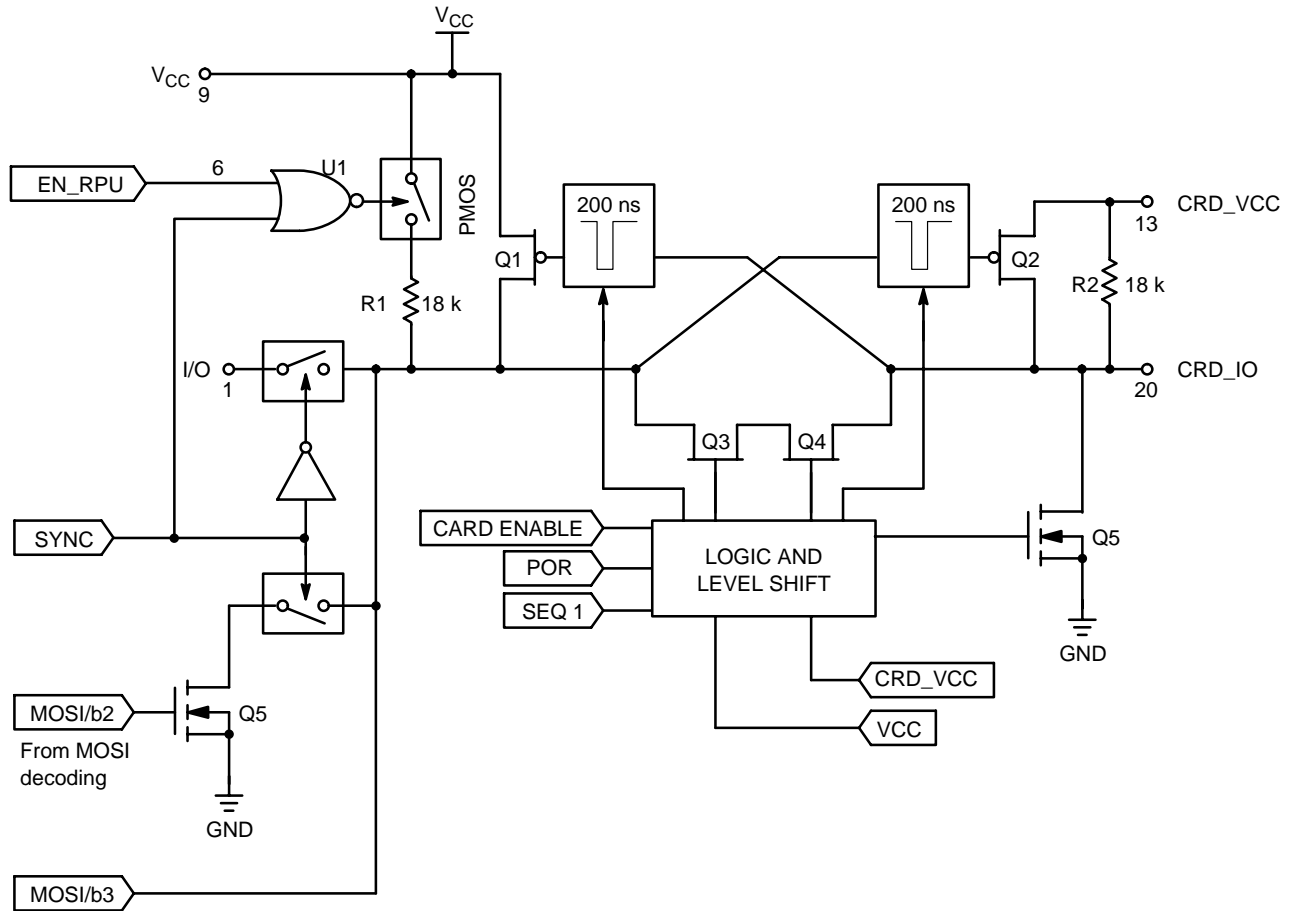 VCC
VCC
9
EN_RPU
6
U1
PMOS
R1
18 k
Q1
200 ns
200 ns
Q2
CRD_VCC
13
R2
18 k
I/O
1
CRD_IO
20
Q3
Q4
SYNC
CARD ENABLE
POR
SEQ 1
LOGIC AND
LEVEL SHIFT
Q5
GND
CRD_VCC
VCC
MOSI/b2
Q5
From MOSI
decoding
GND
MOSI/b3